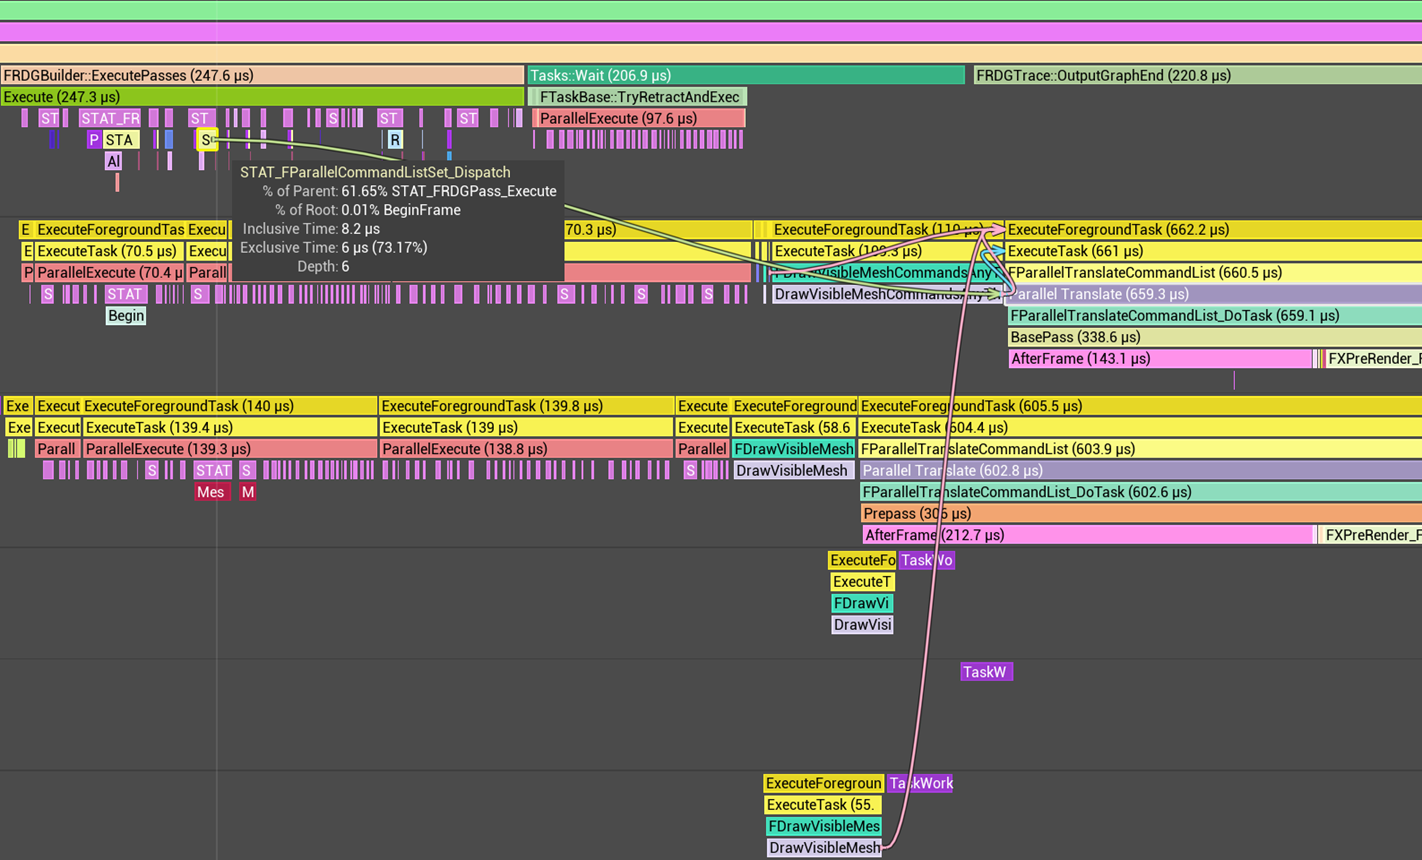 FRDGBuilder::ExecutePasses (247.6 µs) Tasks::Wait (206.9 µs) FRDGTrace::OutputGraphEnd (220.8 µs)
Execute (247.3 µs) FTaskBase::TryRetractAndExec
ST STAT_FR ST S ST ST ParallelExecute (97.6 µs)
P STA S R
Al
STAT_FParallelCommandListSet_Dispatch
% of Parent: 61.65% STAT_FRDGPass_Execute
% of Root: 0.01% BeginFrame
Inclusive Time: 8.2 µs
Exclusive Time: 6 µs (73.17%)
Depth: 6
E ExecuteForegroundTas Execu 70.3 µs) ExecuteForegroundTask (110 µs) ExecuteForegroundTask (662.2 µs)
E ExecuteTask (70.5 µs) Execu ExecuteTask ExecuteTask (661 µs)
P ParallelExecute (70.4 µ Parall FDrawVisibleMeshCommandsAny FParallelTranslateCommandList (660.5 µs)
S STAT S S S S DrawVisibleMeshCommandsAny Parallel Translate (659.3 µs)
Begin FParallelTranslateCommandList_DoTask (659.1 µs)
BasePass (338.6 µs)
AfterFrame (143.1 µs) FXPreRender_F
Exe Execut ExecuteForegroundTask (140 µs) ExecuteForegroundTask (139.8 µs) Execute ExecuteForeground ExecuteForegroundTask (605.5 µs)
Exe Execut ExecuteTask (139.4 µs) ExecuteTask (139 µs) Execute ExecuteTask (58.6 ExecuteTask (604.4 µs)
Parall ParallelExecute (139.3 µs) ParallelExecute (138.8 µs) Parallel FDrawVisibleMesh FParallelTranslateCommandList (603.9 µs)
S STAT S S DrawVisibleMesh Parallel Translate (602.8 µs)
Mes M FParallelTranslateCommandList_DoTask (602.6 µs)
Prepass (306 µs)
AfterFrame (212.7 µs) FXPreRender_F
ExecuteFo TaskWo
ExecuteT
FDrawVi
DrawVisi
TaskW
ExecuteForegroun TaskWork
ExecuteTask (55.
FDrawVisibleMes
DrawVisibleMesh